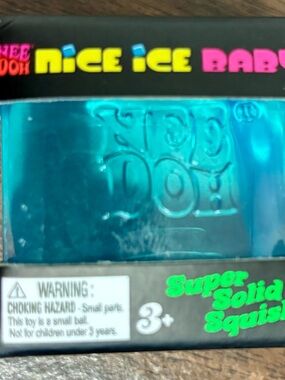 NEE DOH NICE ICE BABY
NEE
DOH®
WARNING:
CHOKING HAZARD - Small parts.
This toy is a small ball.
Not for children under 3 years.
3+
Super
Solid